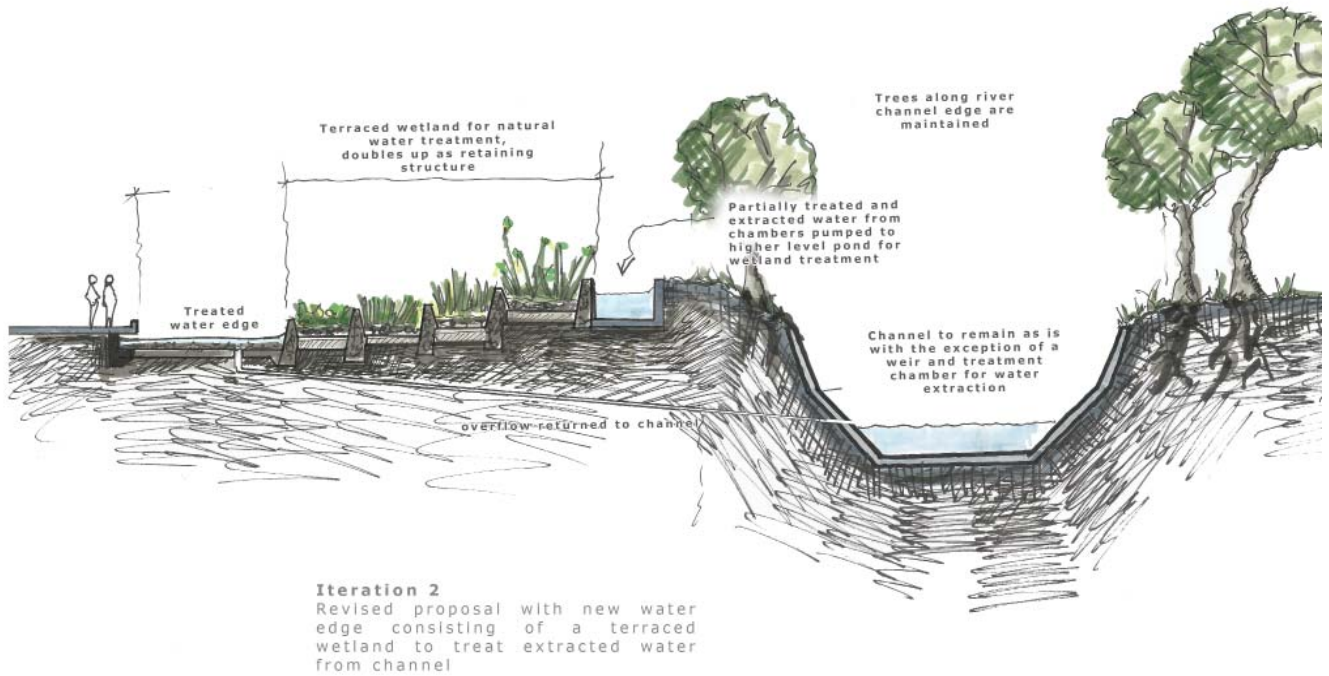 Terraced wetland for natural
water treatment,
doubles up as retaining
structure
Trees along river
channel edge are
maintained
Partially treated and
extracted water from
chambers pumped to
higher level pond for
wetland treatment
Treated
water edge
Channel to remain as is
with the exception of a
weir and treatment
chamber for water
extraction
overflow returned to channel
Iteration 2
Revised proposal with new water
edge consisting of a terraced
wetland to treat extracted water
from channel